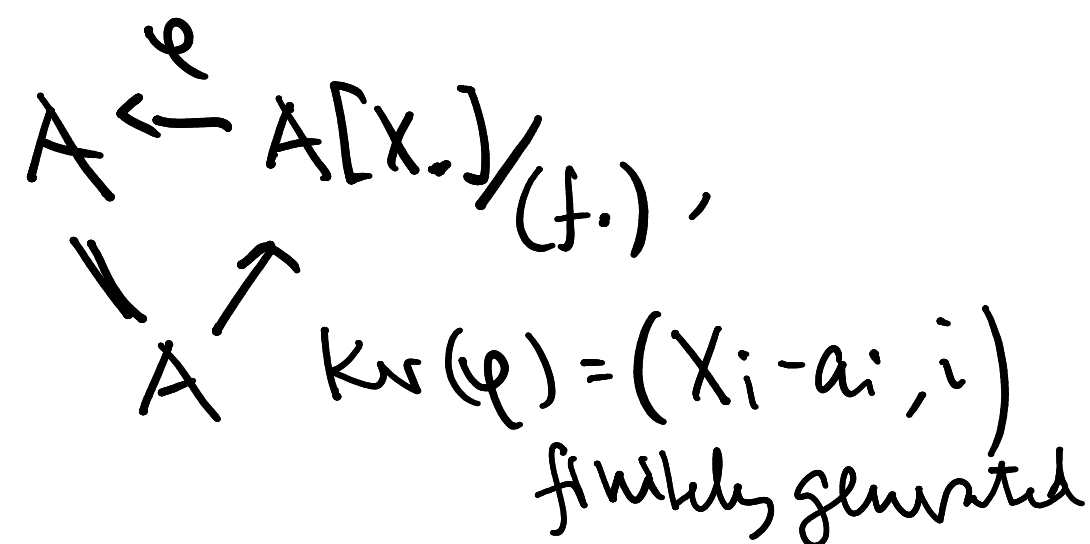 φ
A ← A[X.]/(f.) ,
A Ker(φ) = (Xi - ai, i)
finitely generated